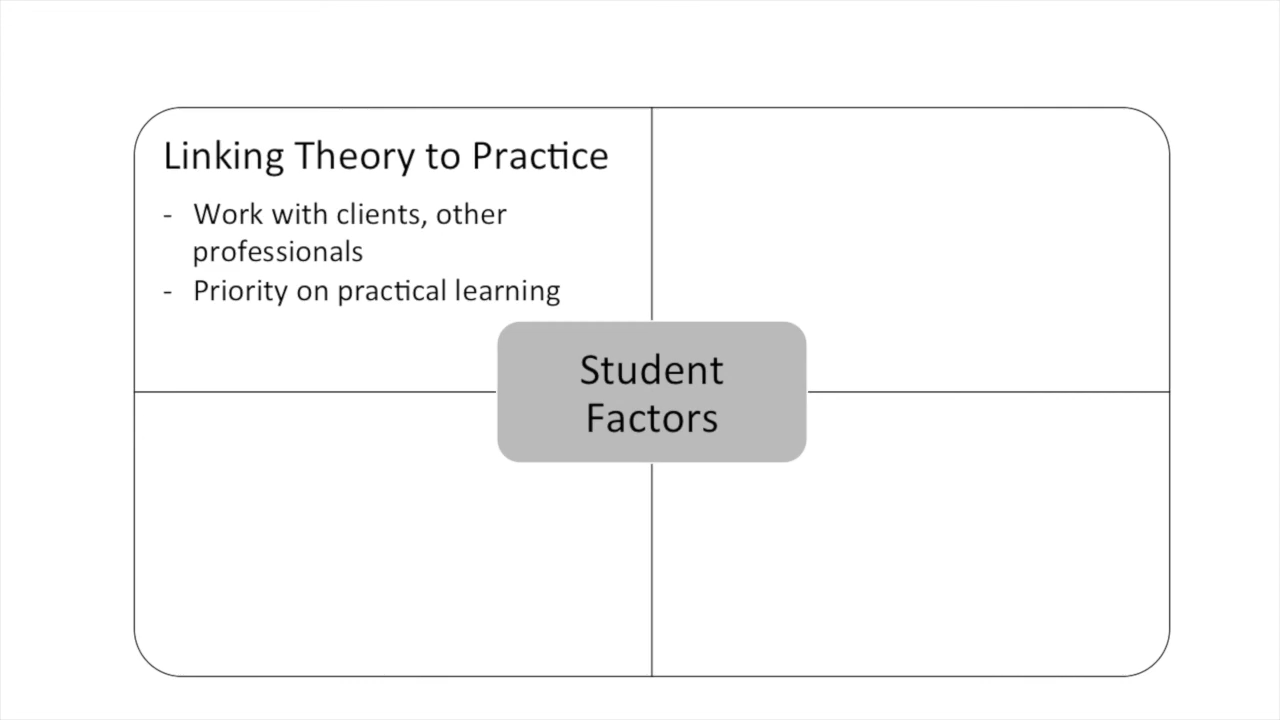 Linking Theory to Practice
- Work with clients, other
professionals
- Priority on practical learning
Student
Factors